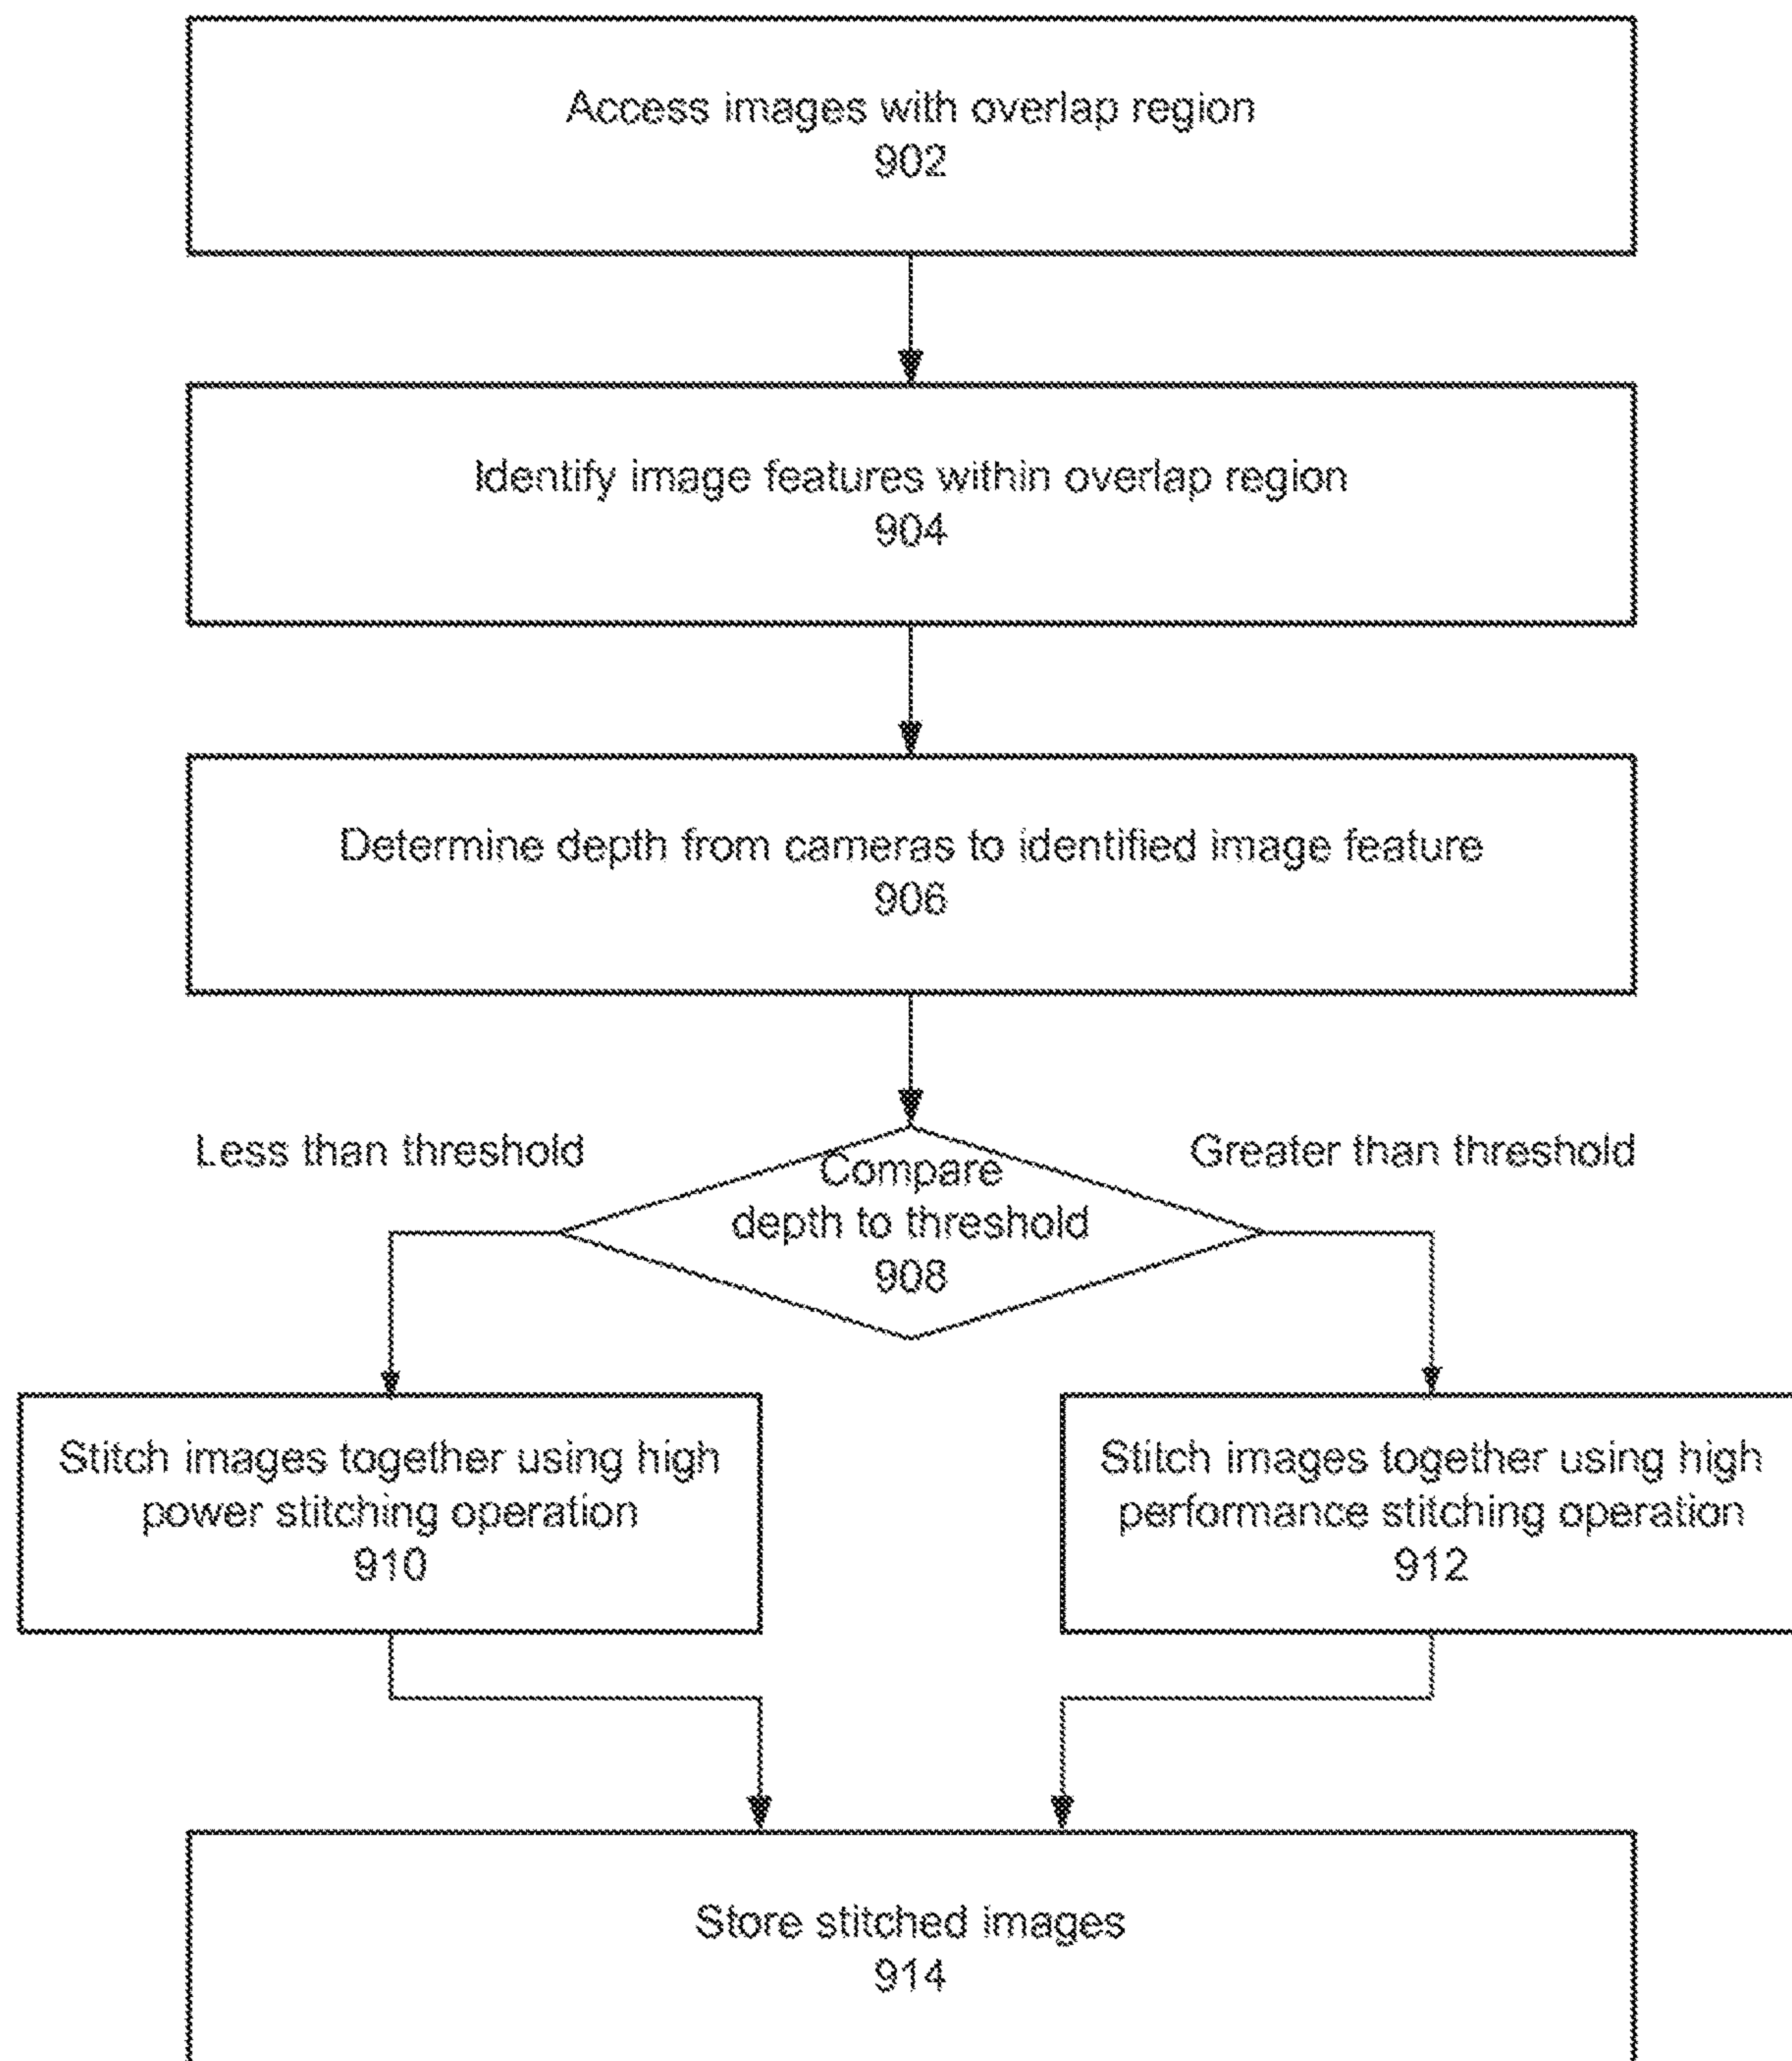 Access images with overlap region
902
Identify image features within overlap region
904
Determine depth from cameras to identified image feature
906
Less than threshold
Greater than threshold
Compare
depth to threshold
908
Stitch images together using high
power stitching operation
910
Stitch images together using high
performance stitching operation
912
Store stitched images
914